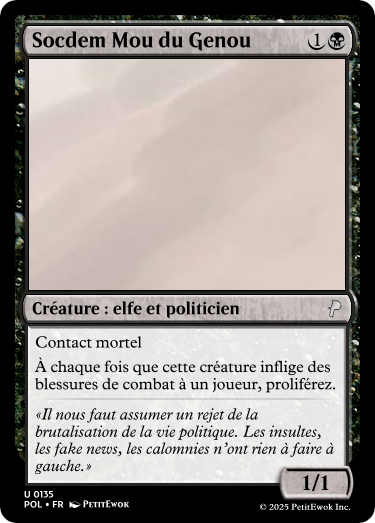 Socdem Mou du Genou 1
Créature : elfe et politicien
Contact mortel
À chaque fois que cette créature inflige des
blessures de combat à un joueur, proliférez.
«Il nous faut assumer un rejet de la
brutalisation de la vie politique. Les insultes,
les fake news, les calomnies n'ont rien à faire à
gauche.»
1/1
U 0135
POL • FR PetitEwok
© 2025 PetitEwok Inc.